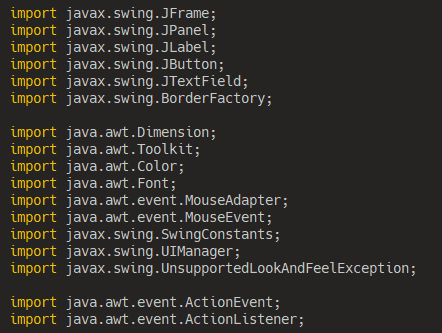 import javax.swing.JFrame;
import javax.swing.JPanel;
import javax.swing.JLabel;
import javax.swing.JButton;
import javax.swing.JTextField;
import javax.swing.BorderFactory;

import java.awt.Dimension;
import java.awt.Toolkit;
import java.awt.Color;
import java.awt.Font;
import java.awt.event.MouseAdapter;
import java.awt.event.MouseEvent;
import javax.swing.SwingConstants;
import javax.swing.UIManager;
import javax.swing.UnsupportedLookAndFeelException;

import java.awt.event.ActionEvent;
import java.awt.event.ActionListener;